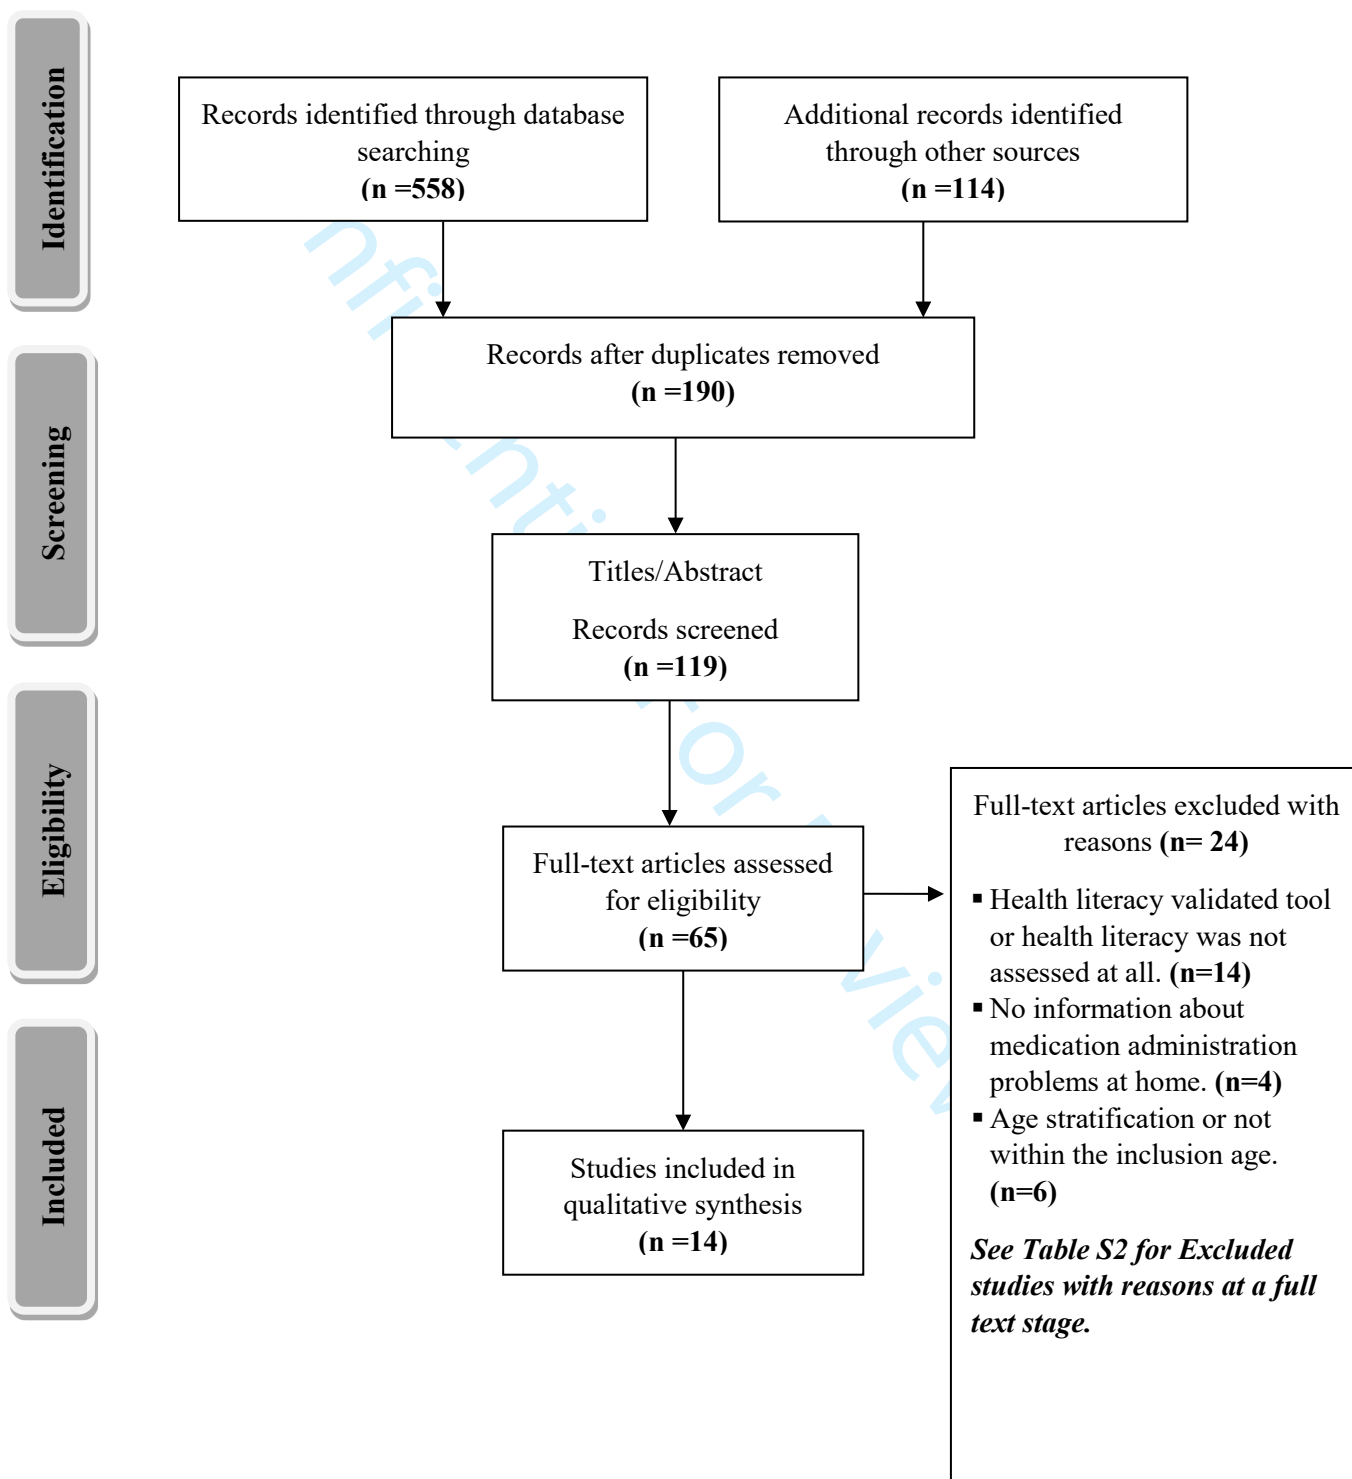 Identification
Records identified through database
searching
(n =558)
Additional records identified
through other sources
(n =114)
Records after duplicates removed
(n =190)
Screening
Titles/Abstract
Records screened
(n =119)
Eligibility
Full-text articles assessed
for eligibility
(n =65)
Full-text articles excluded with
reasons (n= 24)
▪ Health literacy validated tool
or health literacy was not
assessed at all. (n=14)
▪ No information about
medication administration
problems at home. (n=4)
▪ Age stratification or not
within the inclusion age.
(n=6)
See Table S2 for Excluded
studies with reasons at a full
text stage.
Included
Studies included in
qualitative synthesis
(n =14)